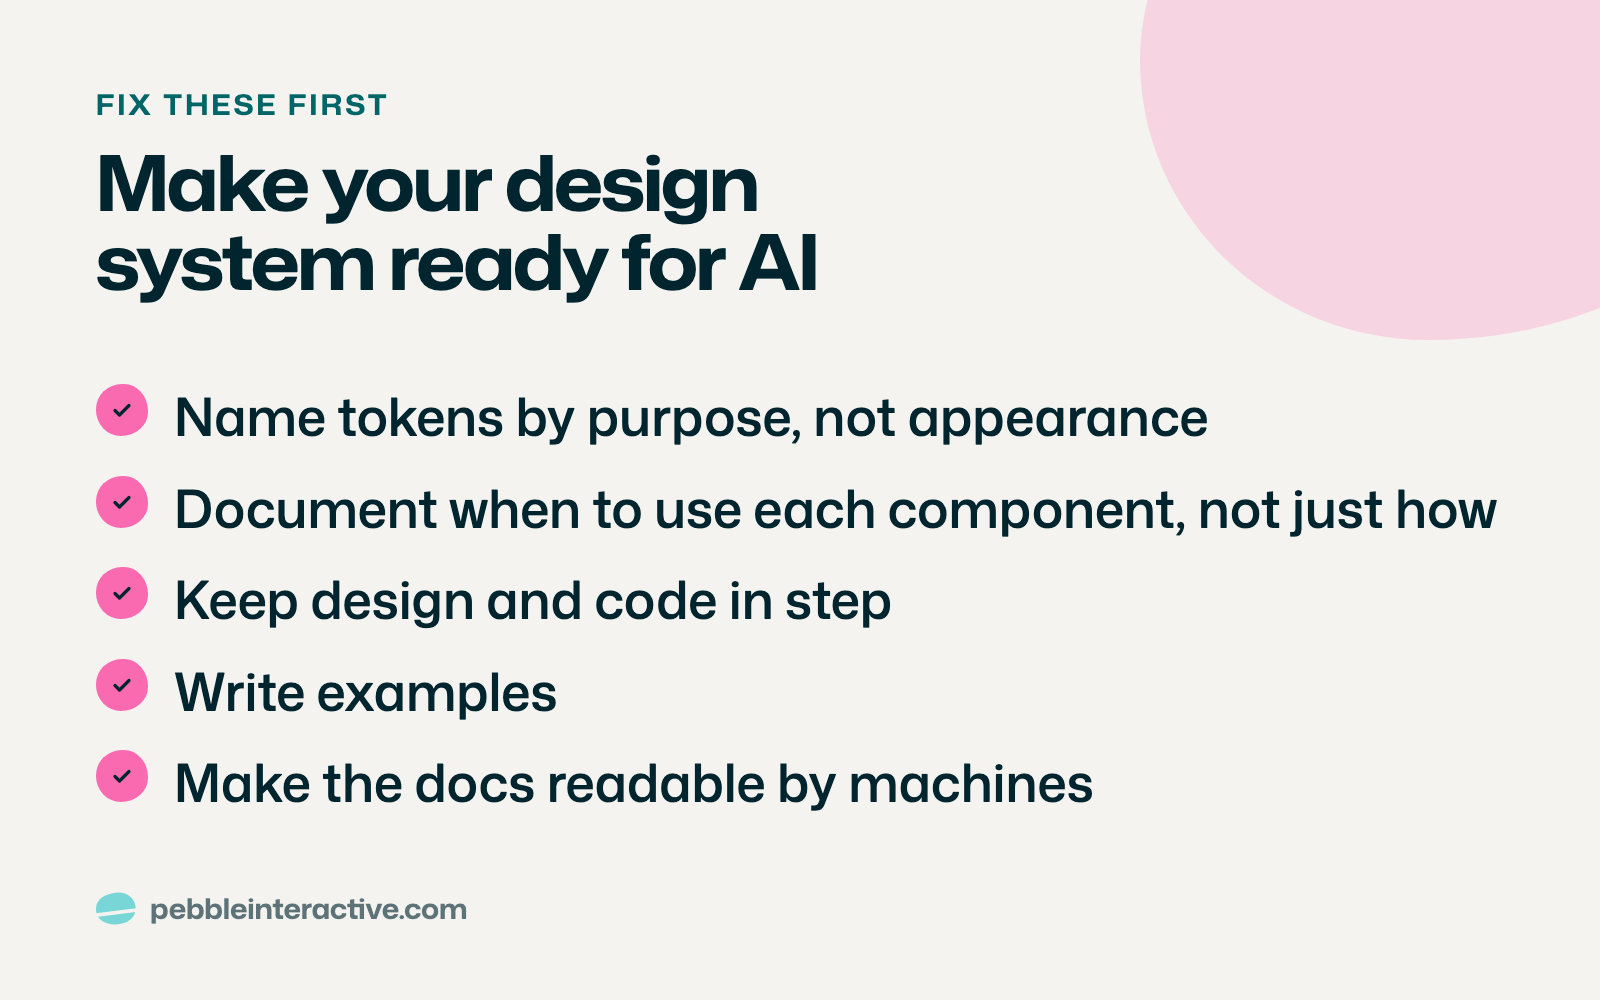 FIX THESE FIRST
Make your design
system ready for AI
Name tokens by purpose, not appearance
Document when to use each component, not just how
Keep design and code in step
Write examples
Make the docs readable by machines
pebbleinteractive.com